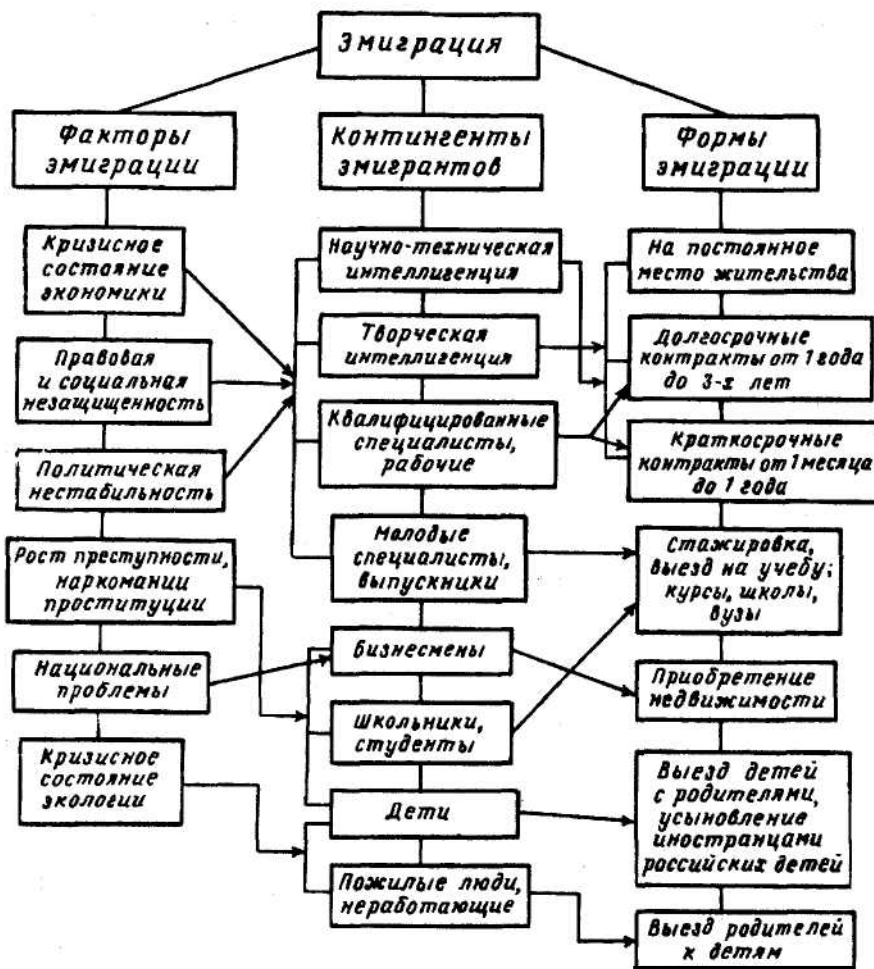 Эмиграция
Факторы
эмиграции
Кризисное
состояние
экономики
Правовая
и социальная
незащищенность
Политическая
нестабильность
Рост преступности,
наркомании
проституции
Национальные
проблемы
Кризисное
состояние
экологии
Контингенты
эмигрантов
Научно-техническая
интеллигенция
Творческая
интеллигенция
Квалифицированные
специалисты,
рабочие
Молодые
специалисты,
выпускники
Бизнесмены
Школьники,
студенты
Дети
Пожилые люди,
неработающие
Формы
эмиграции
На постоянное
место жительства
Долгосрочные
контракты от 1 года
до 3-х лет
Краткосрочные
контракты от 1 месяца
до 1 года
Стажировка,
выезд на учебу;
курсы, школы,
вузы
Приобретение
недвижимости
Выезд детей
с родителями,
усыновление
иностранцами
российских детей
Выезд родителей
к детям